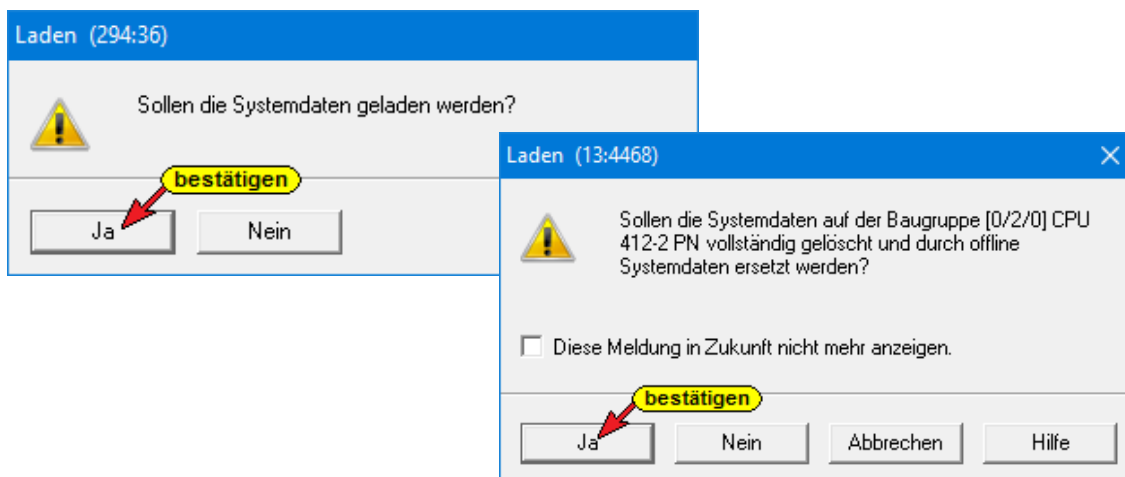 Laden (294:36)
Sollen die Systemdaten geladen werden?
bestätigen
Ja
Nein
Laden (13:4468)
Sollen die Systemdaten auf der Baugruppe [0/2/0] CPU
412-2 PN vollständig gelöscht und durch offline
Systemdaten ersetzt werden?
Diese Meldung in Zukunft nicht mehr anzeigen.
bestätigen
Ja
Nein
Abbrechen
Hilfe